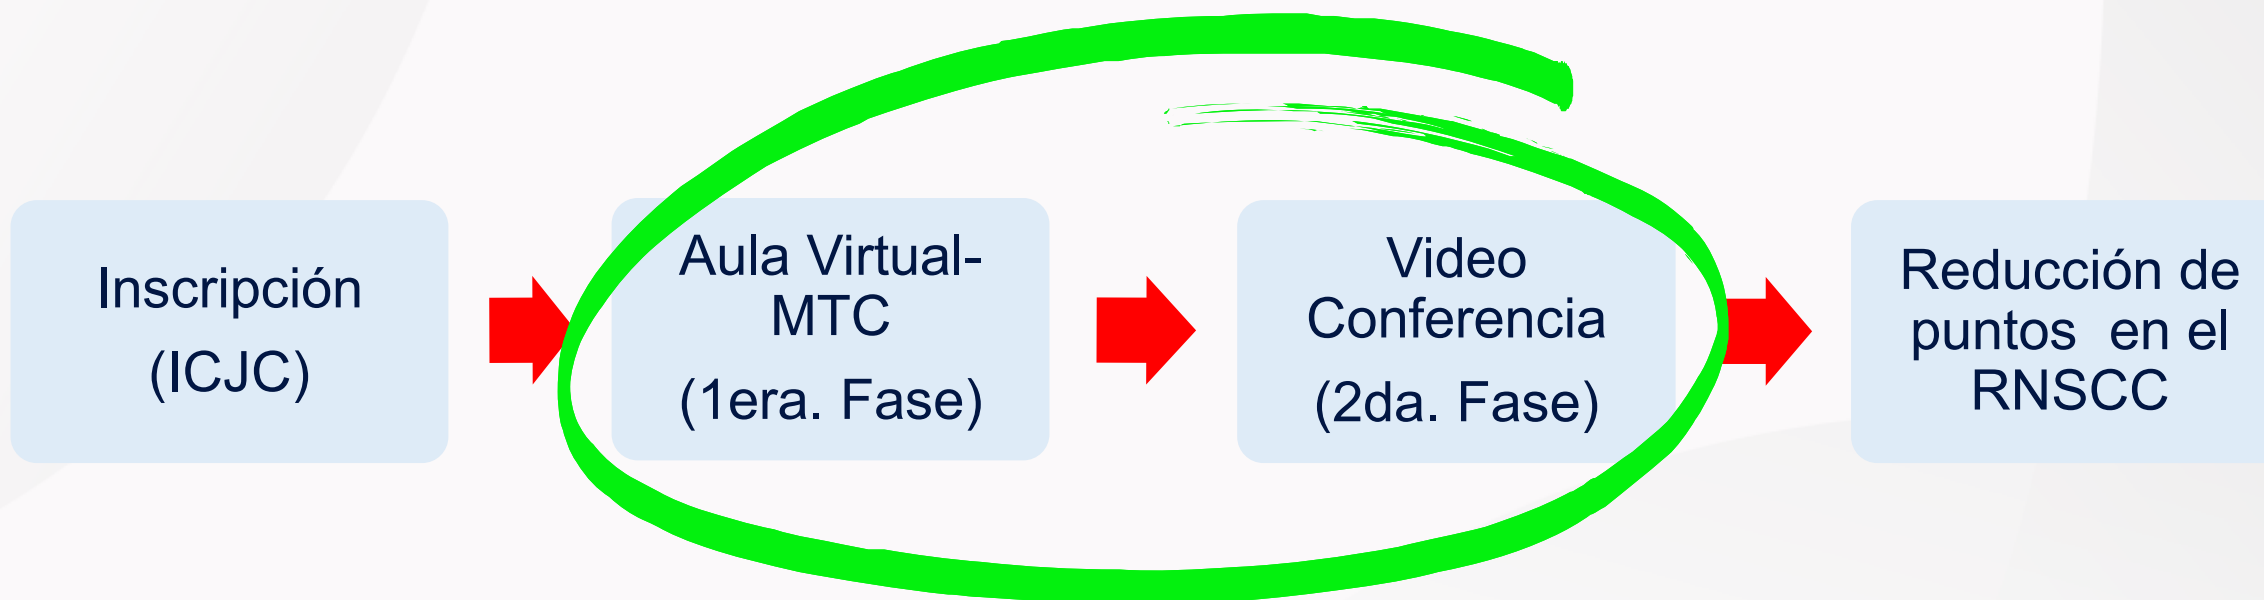 Inscripción
(ICJC)
Aula Virtual-
MTC
(1era. Fase)
Video
Conferencia
(2da. Fase)
Reducción de
puntos  en el
RNSCC